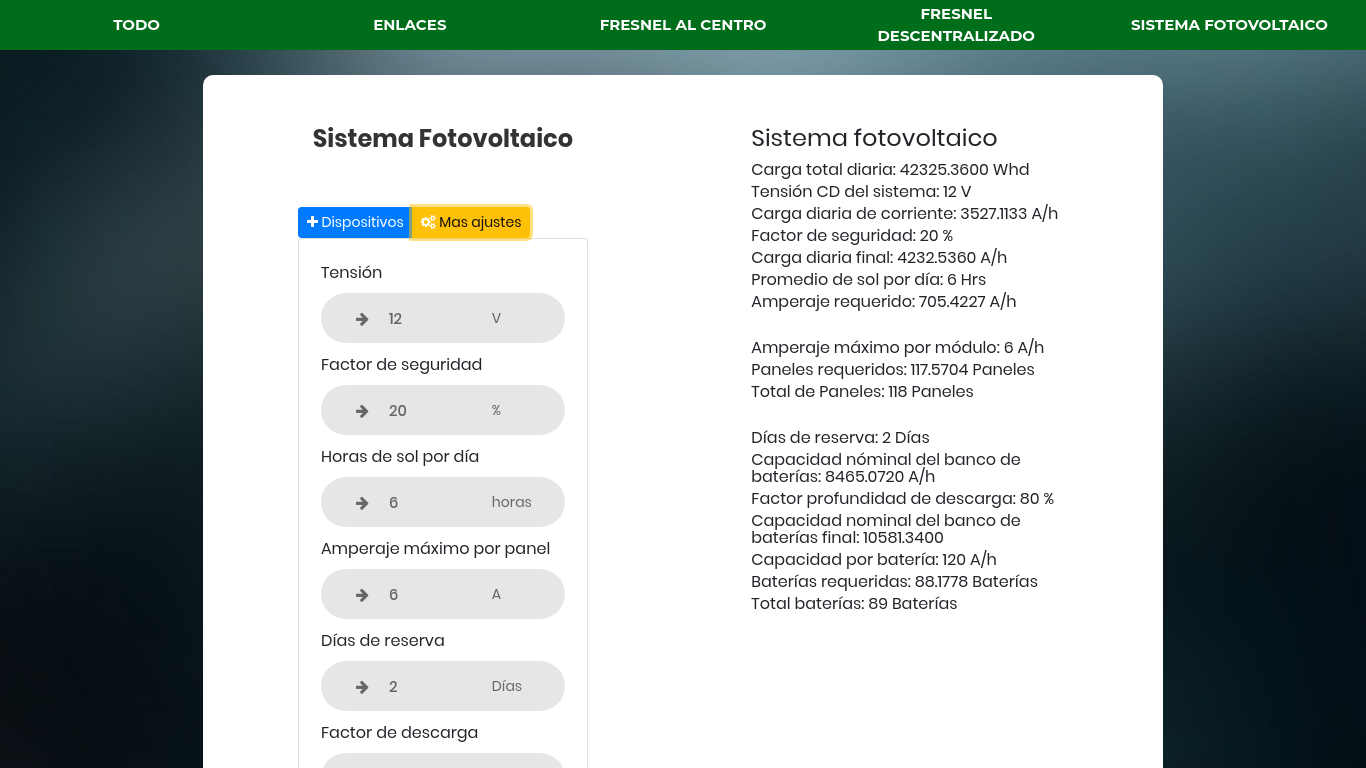 TODO
ENLACES
FRESNEL AL CENTRO
FRESNEL
DESCENTRALIZADO
SISTEMA FOTOVOLTAICO
Sistema Fotovoltaico
Dispositivos
Mas ajustes
Tensión
12 V
Factor de seguridad
20 %
Horas de sol por día
6 horas
Amperaje máximo por panel
6 A
Días de reserva
2 Días
Factor de descarga
Sistema fotovoltaico
Carga total diaria: 42325.3600 Whd
Tensión CD del sistema: 12 V
Carga diaria de corriente: 3527.1133 A/h
Factor de seguridad: 20 %
Carga diaria final: 4232.5360 A/h
Promedio de sol por día: 6 Hrs
Amperaje requerido: 705.4227 A/h
Amperaje máximo por módulo: 6 A/h
Paneles requeridos: 117.5704 Paneles
Total de Paneles: 118 Paneles
Días de reserva: 2 Días
Capacidad nóminal del banco de
baterías: 8465.0720 A/h
Factor profundidad de descarga: 80 %
Capacidad nominal del banco de
baterías final: 10581.3400
Capacidad por batería: 120 A/h
Baterías requeridas: 88.1778 Baterías
Total baterías: 89 Baterías